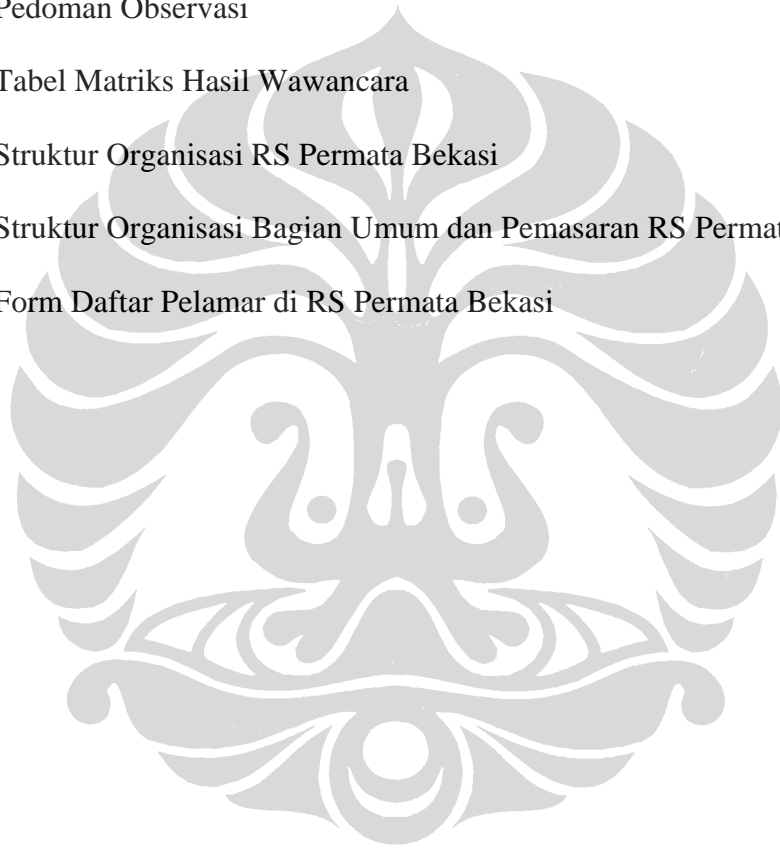 Pedoman Observasi
Tabel Matriks Hasil Wawancara
Struktur Organisasi RS Permata Bekasi
Struktur Organisasi Bagian Umum dan Pemasaran RS Permat
Form Daftar Pelamar di RS Permata Bekasi